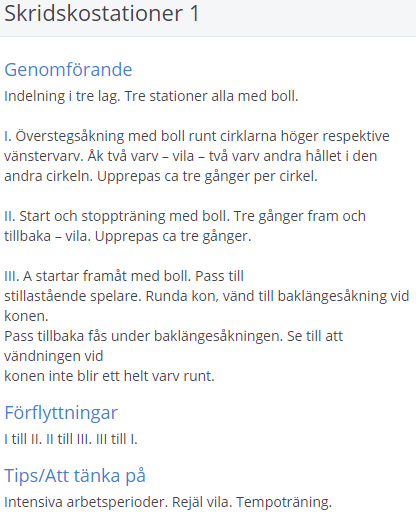 Skridskostationer 1
Genomförande
Indelning i tre lag. Tre stationer alla med boll.
I. Överstegsåkning med boll runt cirklarna höger respektive
vänstervarv. Åk två varv – vila – två varv andra hållet i den
andra cirkeln. Upprepas ca tre gånger per cirkel.
II. Start och stoppträning med boll. Tre gånger fram och
tillbaka – vila. Upprepas ca tre gånger.
III. A startar framåt med boll. Pass till
stillastående spelare. Runda kon, vänd till baklängesåkning vid
konen.
Pass tillbaka fås under baklängesåkningen. Se till att
vändningen vid
konen inte blir ett helt varv runt.
Förflyttningar
I till II. II till III. III till I.
Tips/Att tänka på
Intensiva arbetsperioder. Rejäl vila. Tempoträning.